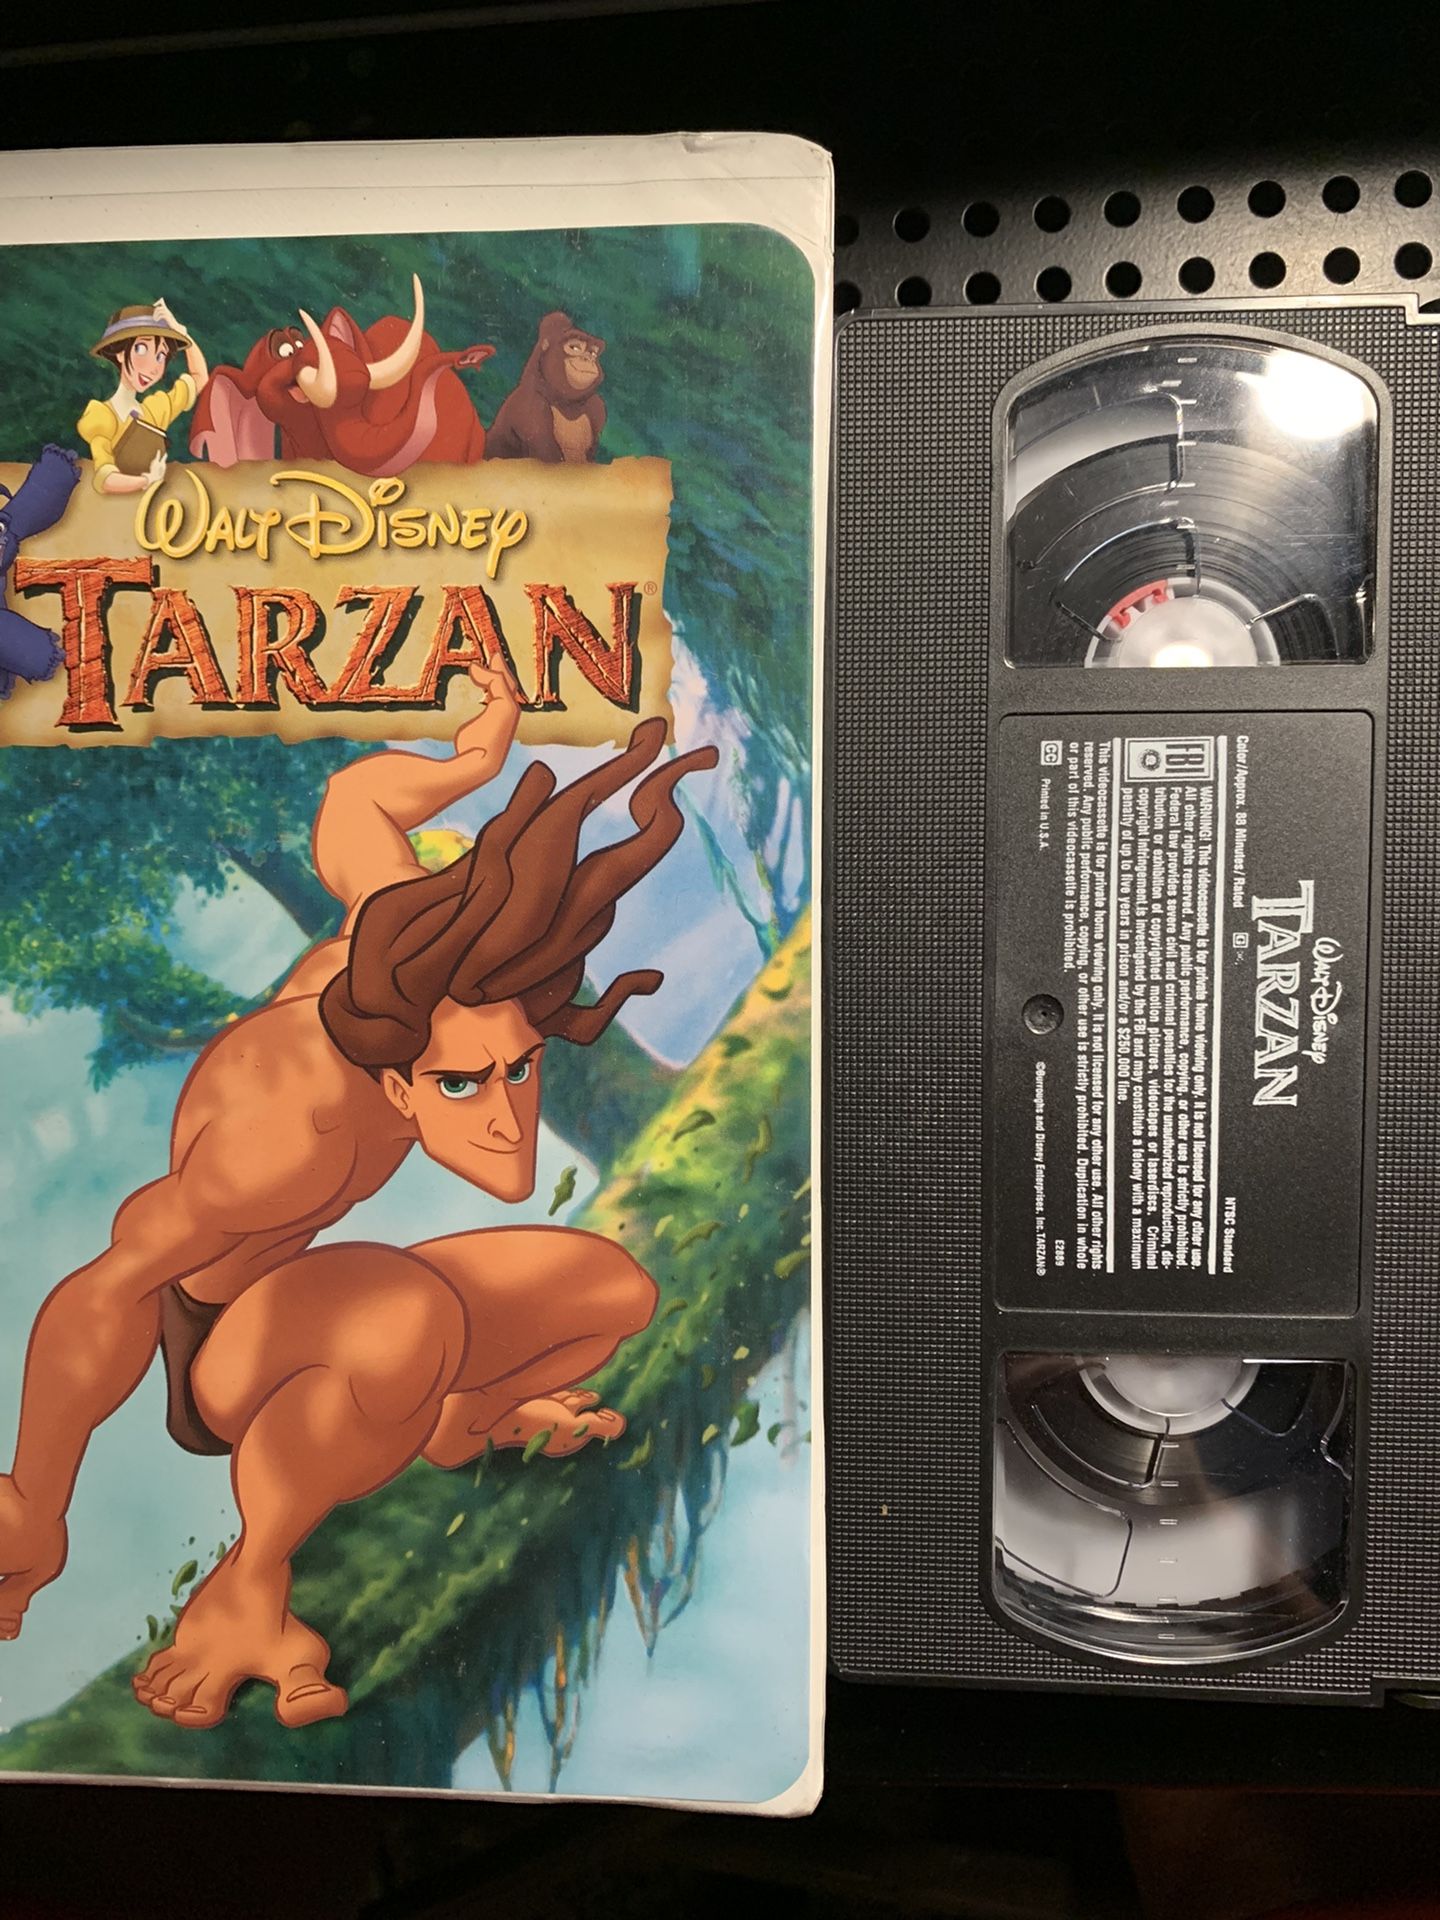 WALT DISNEY
TARZAN®
WALT DISNEY
TARZAN
NTSC Standard
Color/Approx. 88 Minutes/Rated G
FBI
WARNING! This videocassette is for private home viewing only. It is not licensed for any other use.
All other rights reserved. Any public performance, copying, or other use is strictly prohibited.
Federal law provides severe civil and criminal penalties for the unauthorized reproduction, dis-
tribution or exhibition of copyrighted motion pictures, videotapes or laserdiscs. Criminal
copyright infringement is investigated by the FBI and may constitute a felony with a maximum
penalty of up to five years in prison and/or a $250,000 fine.
This videocassette is for private home viewing only. It is not licensed for any other use. All other rights
reserved. Any public performance, copying, or other use is strictly prohibited. Duplication in whole
or part of this videocassette is prohibited.
E2089
CC Printed in U.S.A.
©Burroughs and Disney Enterprises, Inc. TARZAN®